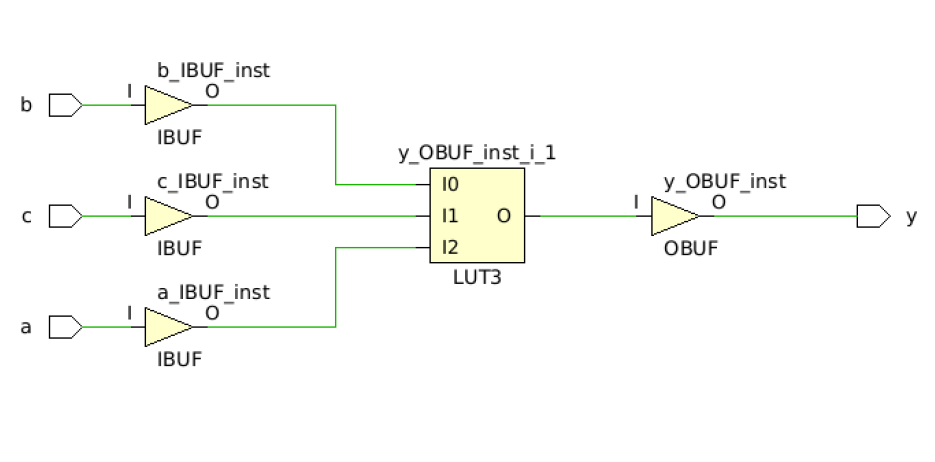 b_IBUF_inst
b
I
O
IBUF
c_IBUF_inst
c
I
O
IBUF
a_IBUF_inst
a
I
O
IBUF
y_OBUF_inst_i_1
I0
I1
O
I2
LUT3
y_OBUF_inst
I
O
OBUF
y